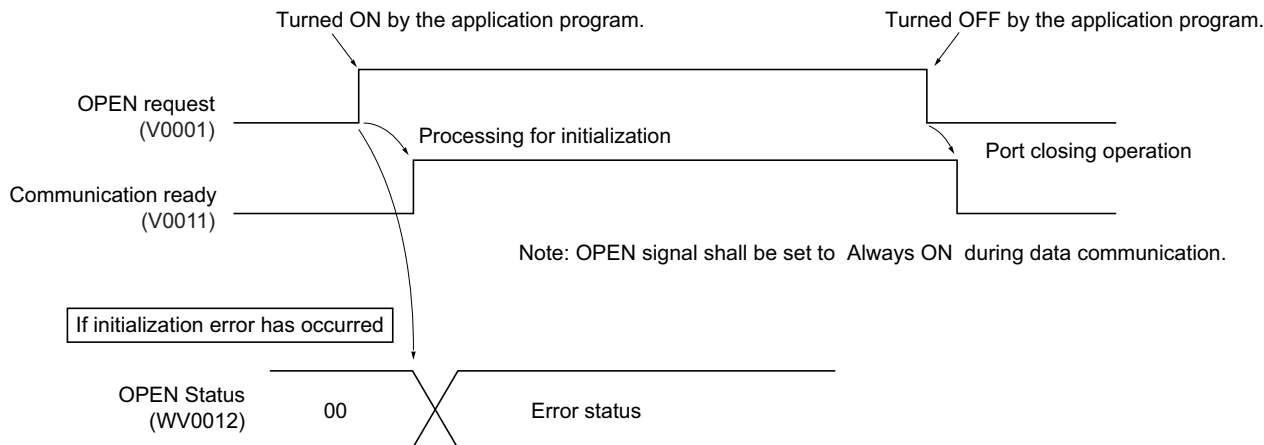 Turned ON by the application program.
Turned OFF by the application program.
OPEN request
(V0001)
Processing for initialization
Port closing operation
Communication ready
(V0011)
Note: OPEN signal shall be set to Always ON during data communication.
If initialization error has occurred
OPEN Status
(WV0012)
00
Error status